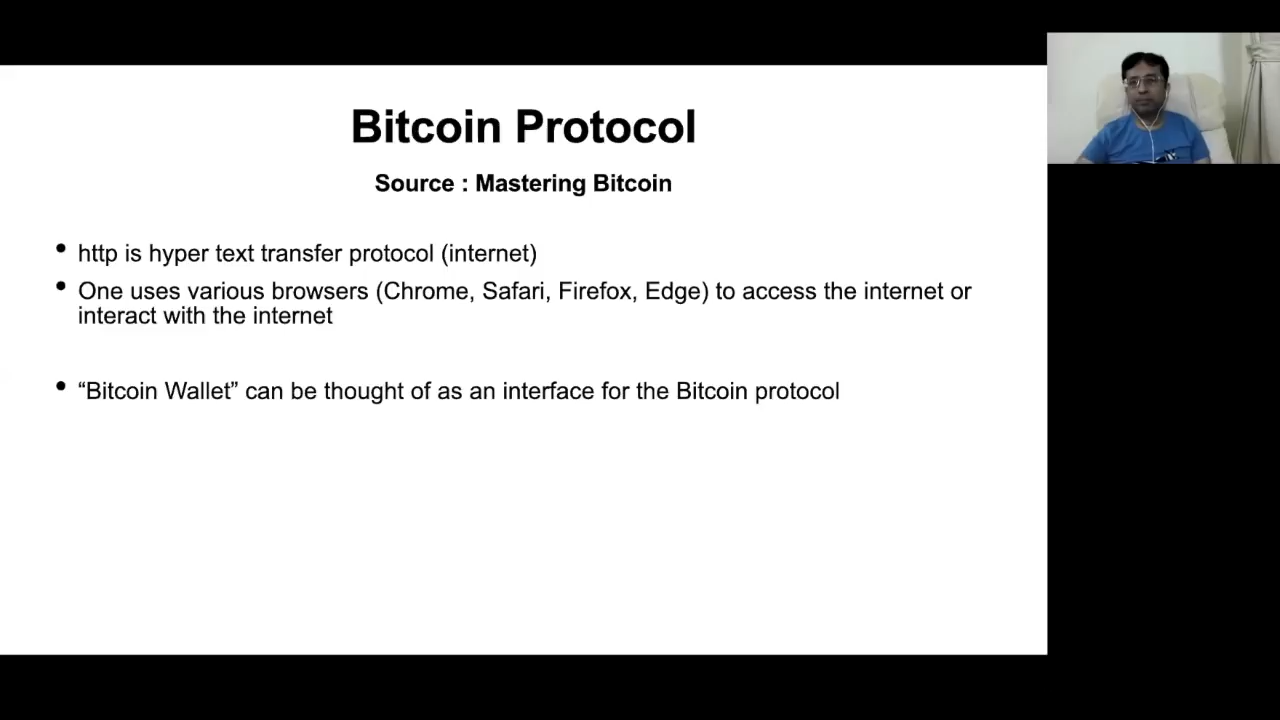 Bitcoin Protocol
Source : Mastering Bitcoin
• http is hyper text transfer protocol (internet)
• One uses various browsers (Chrome, Safari, Firefox, Edge) to access the internet or
interact with the internet
• “Bitcoin Wallet” can be thought of as an interface for the Bitcoin protocol